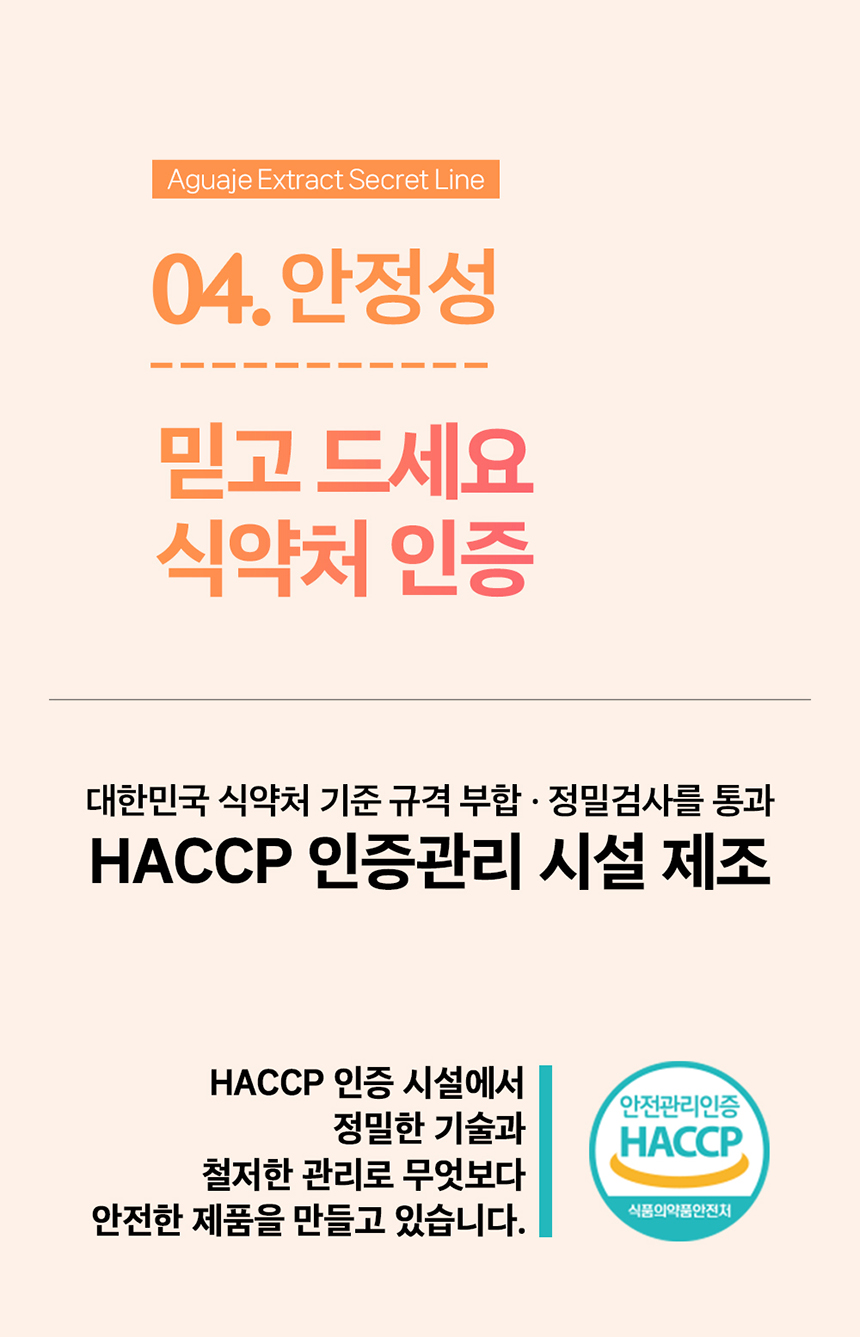 Aguaje Extract Secret Line
04. 안정성
믿고 드세요
식약처 인증
대한민국 식약처 기준 규격 부합 · 정밀검사를 통과
HACCP 인증관리 시설 제조
HACCP 인증 시설에서
정밀한 기술과
철저한 관리로 무엇보다
안전한 제품을 만들고 있습니다.
안전관리인증
HACCP
식품의약품안전처